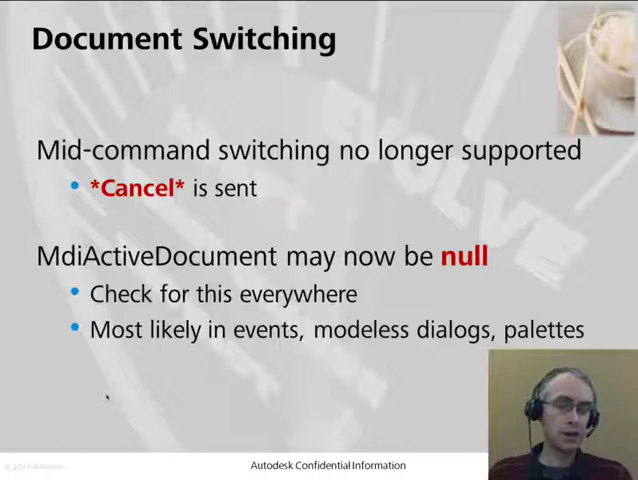 Document Switching
EVOLVE
Mid-command switching no longer supported
• *Cancel* is sent
MdiActiveDocument may now be null
• Check for this everywhere
• Most likely in events, modeless dialogs, palettes
Autodesk Confidential Information